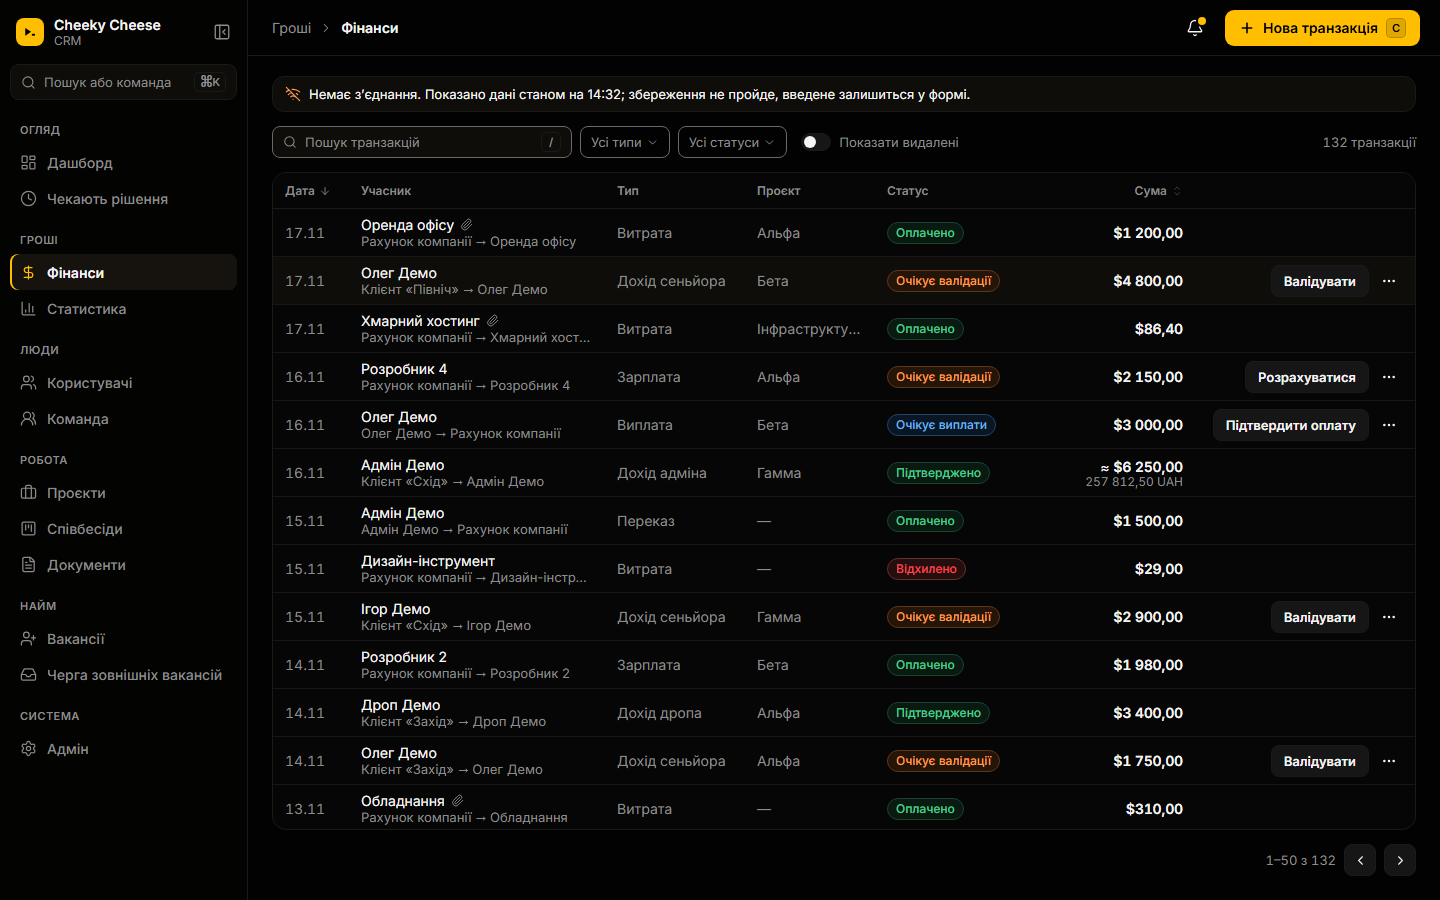 Cheeky Cheese
CRM
Пошук або команда ⌘K
ОГЛЯД
Дашборд
Чекають рішення
ГРОШІ
Фінанси
Статистика
ЛЮДИ
Користувачі
Команда
РОБОТА
Проєкти
Співбесіди
Документи
НАЙМ
Вакансії
Черга зовнішніх вакансій
СИСТЕМА
Адмін
Гроші > Фінанси
+ Нова транзакція C
Немає з’єднання. Показано дані станом на 14:32; збереження не пройде, введене залишиться у формі.
Пошук транзакцій / Усі типи Усі статуси Показати видалені 132 транзакції
Дата ↓ Учасник Тип Проєкт Статус Сума
17.11 Оренда офісу Витрата Альфа Оплачено $1 200,00
Рахунок компанії → Оренда офісу
17.11 Олег Демо Дохід сеньйора Бета Очікує валідації $4 800,00 Валідувати ···
Клієнт «Північ» → Олег Демо
17.11 Хмарний хостинг Витрата Інфраструкту... Оплачено $86,40
Рахунок компанії → Хмарний хост...
16.11 Розробник 4 Зарплата Альфа Очікує валідації $2 150,00 Розрахуватися ···
Рахунок компанії → Розробник 4
16.11 Олег Демо Виплата Бета Очікує виплати $3 000,00 Підтвердити оплату ···
Олег Демо → Рахунок компанії
16.11 Адмін Демо Дохід адміна Гамма Підтверджено ≈ $6 250,00
Клієнт «Схід» → Адмін Демо 257 812,50 UAH
15.11 Адмін Демо Переказ — Оплачено $1 500,00
Адмін Демо → Рахунок компанії
15.11 Дизайн-інструмент Витрата — Відхилено $29,00
Рахунок компанії → Дизайн-інстр...
15.11 Ігор Демо Дохід сеньйора Гамма Очікує валідації $2 900,00 Валідувати ···
Клієнт «Схід» → Ігор Демо
14.11 Розробник 2 Зарплата Бета Оплачено $1 980,00
Рахунок компанії → Розробник 2
14.11 Дроп Демо Дохід дропа Альфа Підтверджено $3 400,00
Клієнт «Захід» → Дроп Демо
14.11 Олег Демо Дохід сеньйора Альфа Очікує валідації $1 750,00 Валідувати ···
Клієнт «Захід» → Олег Демо
13.11 Обладнання Витрата — Оплачено $310,00
Рахунок компанії → Обладнання
1–50 з 132